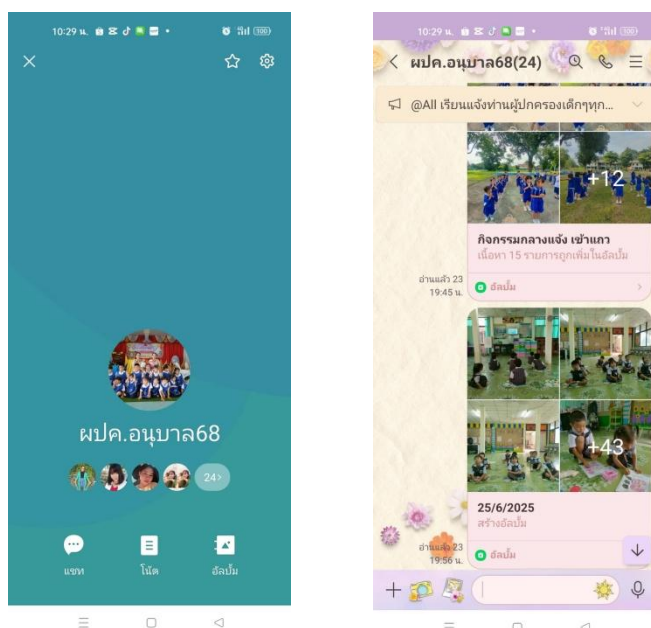 10:29 น.
100
ผปค.อนุบาล68
24
แชท
โน้ต
อัลบั้ม
10:29 น.
100
ผปค.อนุบาล68(24)
@All เรียนแจ้งท่านผู้ปกครองเด็กๆทุก...
+12
กิจกรรมกลางแจ้ง เข้าแถว
เนื้อหา 15 รายการถูกเพิ่มในอัลบั้ม
อ่านแล้ว 23
19:45 น.
อัลบั้ม
+43
25/6/2025
สร้างอัลบั้ม
อ่านแล้ว 23
19:56 น.
อัลบั้ม